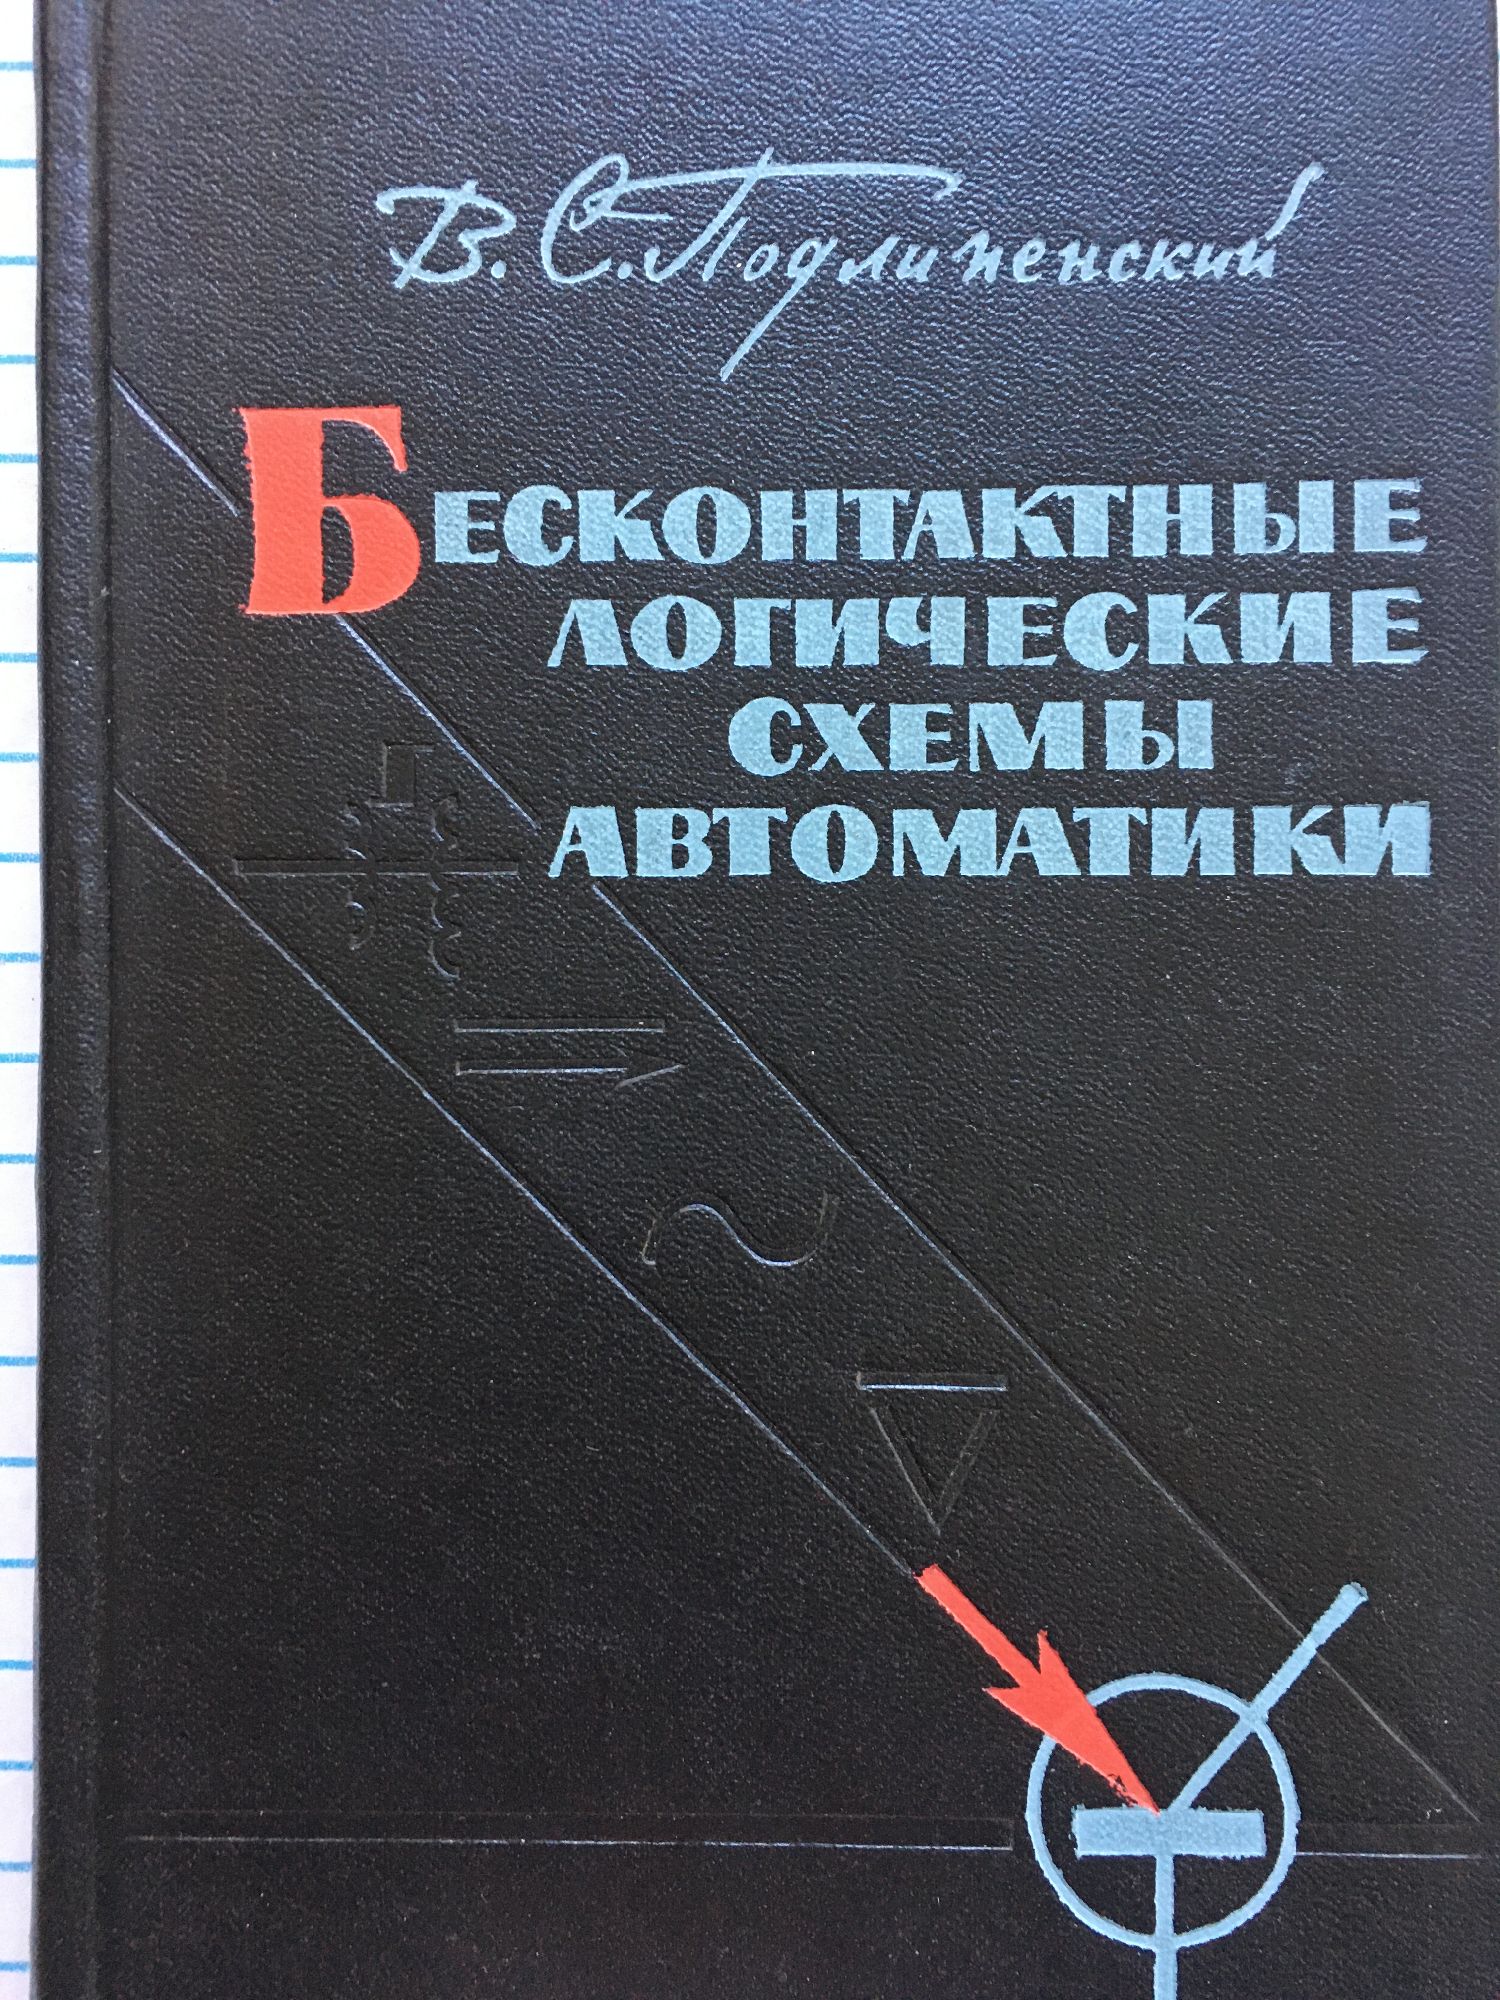 В. С. Подлипенский
Бесконтактные
логические
схемы
автоматики